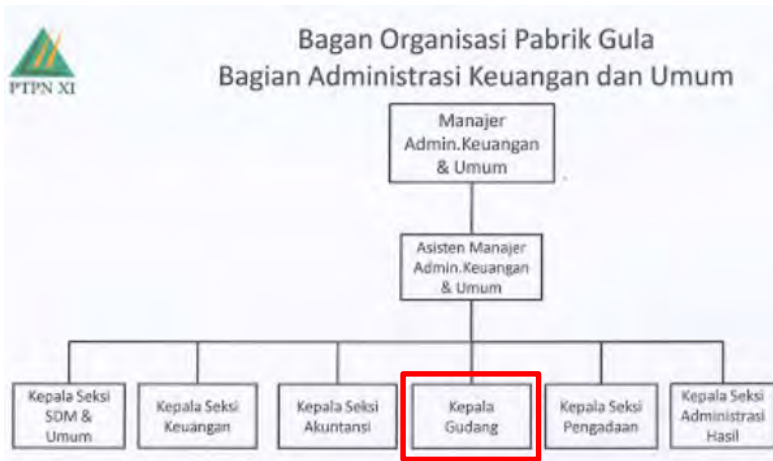 PTPN XI
Bagan Organisasi Pabrik Gula
Bagian Administrasi Keuangan dan Umum
Manajer
Admin.Keuangan
& Umum
Asisten Manajer
Admin.Keuangan
& Umum
Kepala Seksi
SDM &
Umum
Kepala Seksi
Keuangan
Kepala Seksi
Akuntansi
Kepala
Gudang
Kepala Seksi
Pengadaan
Kepala Seksi
Administrasi
Hasil